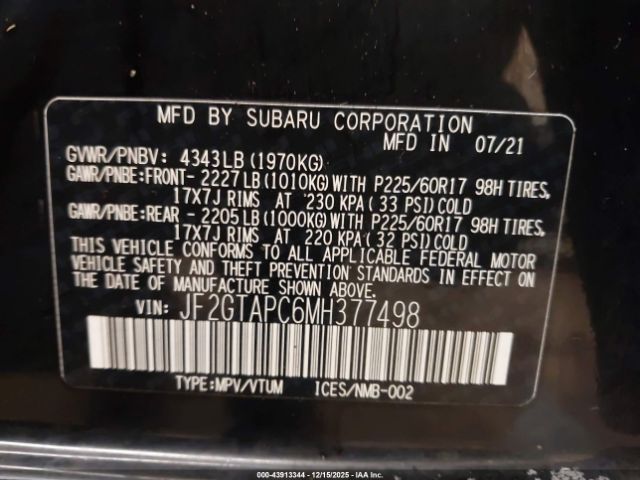 MFD BY SUBARU CORPORATION
MFD IN 07/21
GVWR/PNBV: 4343LB (1970KG)
GAWR/PNBE:FRONT- 2227LB (1010KG) WITH P225/60R17 98H TIRES,
17X7J RIMS AT 230 KPA ( 33 PSI) COLD
GAWR/PNBE:REAR - 2205LB (1000KG) WITH P225/60R17 98H TIRES,
17X7J RIMS AT 220 KPA ( 32 PSI) COLD
THIS VEHICLE CONFORMS TO ALL APPLICABLE FEDERAL MOTOR
VEHICLE SAFETY AND THEFT PREVENTION STANDARDS IN EFFECT ON
THE DATE OF MANUFACTURE SHOWN ABOVE.
VIN: JF2GTAPC6MH377498
TYPE:MPV/VTUM ICES/NMB-002
000-43913344 - 12/15/2025 - IAA Inc.